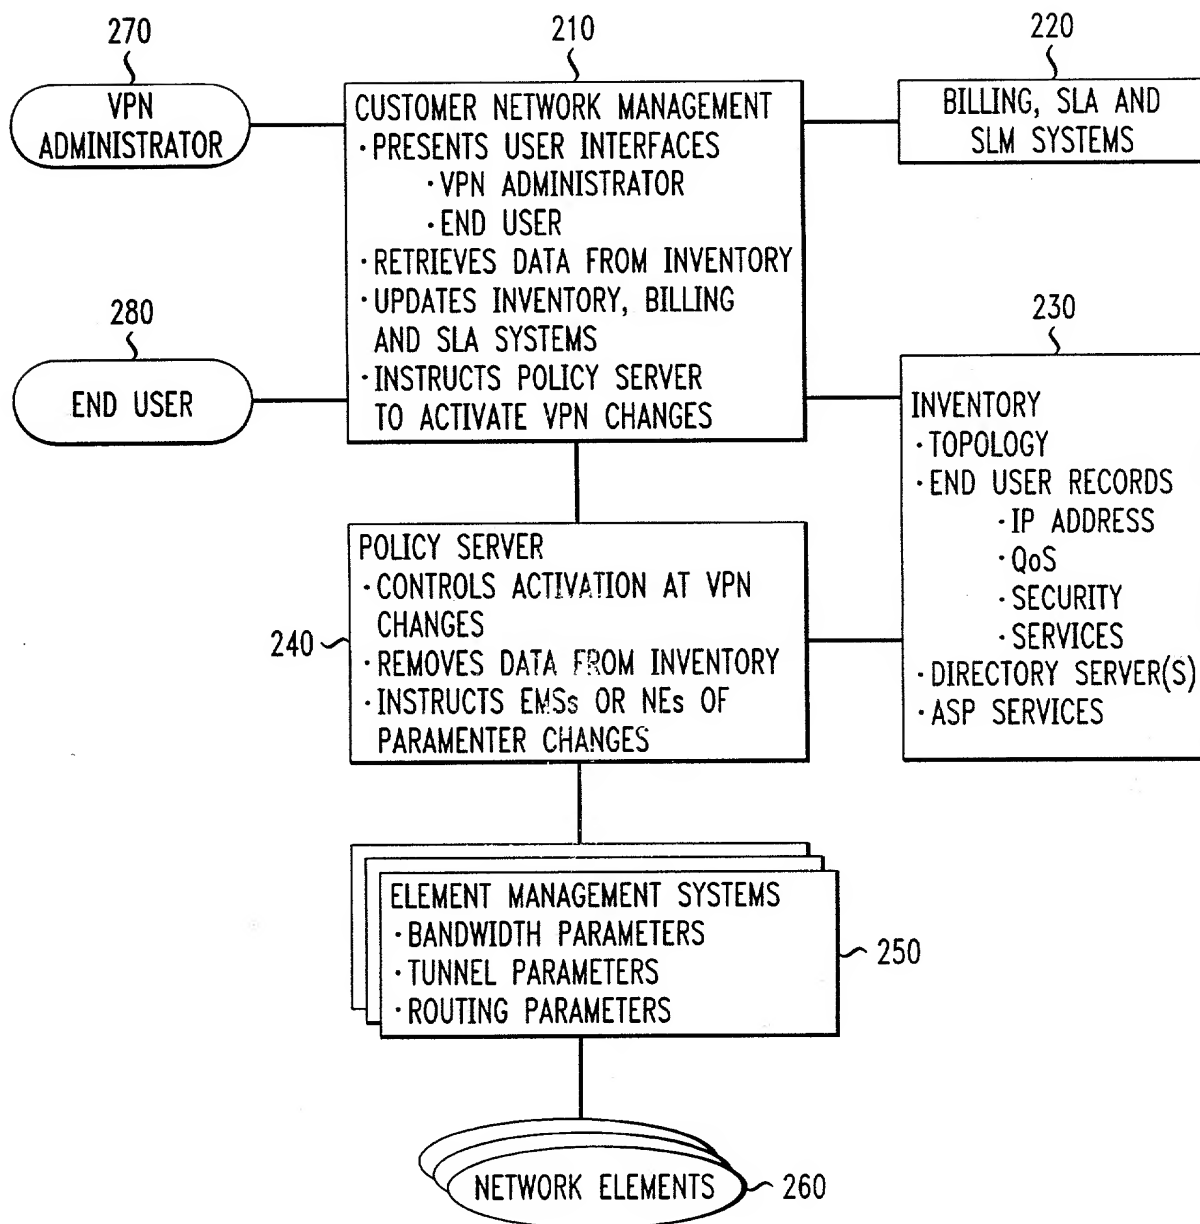 270
VPN
ADMINISTRATOR
210
CUSTOMER NETWORK MANAGEMENT
·PRESENTS USER INTERFACES
·VPN ADMINISTRATOR
·END USER
·RETRIEVES DATA FROM INVENTORY
·UPDATES INVENTORY, BILLING
AND SLA SYSTEMS
·INSTRUCTS POLICY SERVER
TO ACTIVATE VPN CHANGES
220
BILLING, SLA AND
SLM SYSTEMS
280
END USER
230
INVENTORY
·TOPOLOGY
·END USER RECORDS
·IP ADDRESS
·QoS
·SECURITY
·SERVICES
·DIRECTORY SERVER(S)
·ASP SERVICES
240
POLICY SERVER
·CONTROLS ACTIVATION AT VPN
CHANGES
·REMOVES DATA FROM INVENTORY
·INSTRUCTS EMSs OR NEs OF
PARAMENTER CHANGES
ELEMENT MANAGEMENT SYSTEMS
·BANDWIDTH PARAMETERS
·TUNNEL PARAMETERS
·ROUTING PARAMETERS
250
NETWORK ELEMENTS
260